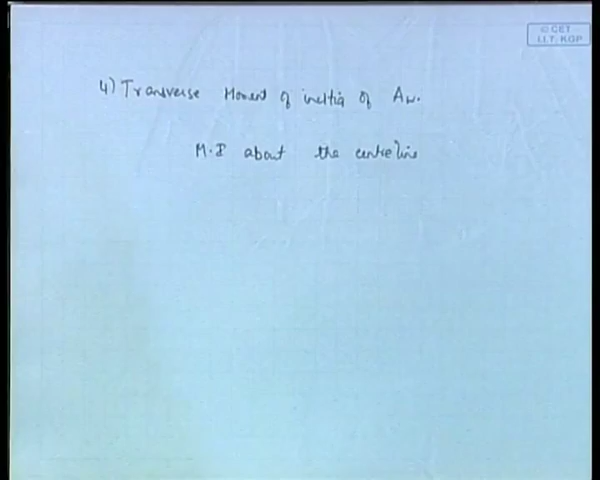 © CET
I.I.T. KGP
4) Transverse Moment of inertia of Aw.
M.I about the centreline